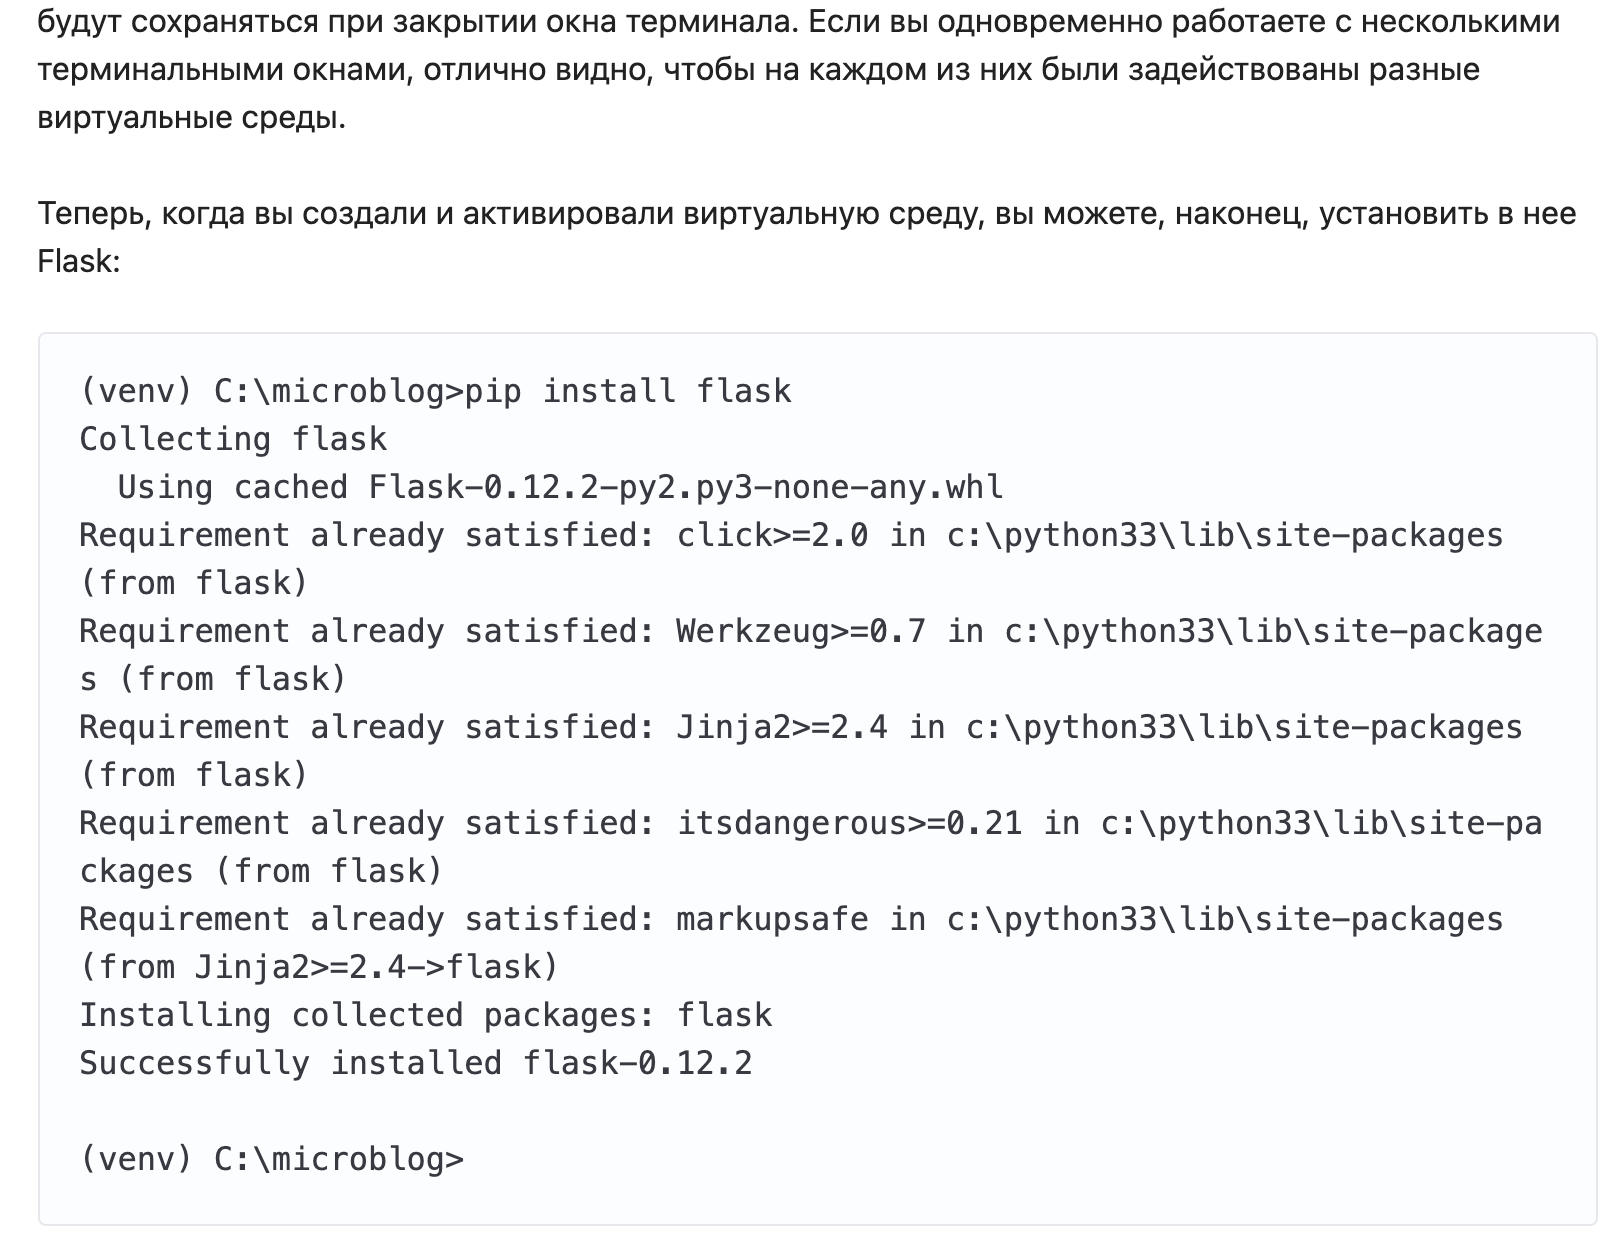 будут сохраняться при закрытии окна терминала. Если вы одновременно работаете с несколькими
терминальными окнами, отлично видно, чтобы на каждом из них были задействованы разные
виртуальные среды.
Теперь, когда вы создали и активировали виртуальную среду, вы можете, наконец, установить в нее
Flask:
(venv) C:\microblog>pip install flask
Collecting flask
  Using cached Flask-0.12.2-py2.py3-none-any.whl
Requirement already satisfied: click>=2.0 in c:\python33\lib\site-packages
(from flask)
Requirement already satisfied: Werkzeug>=0.7 in c:\python33\lib\site-package
s (from flask)
Requirement already satisfied: Jinja2>=2.4 in c:\python33\lib\site-packages
(from flask)
Requirement already satisfied: itsdangerous>=0.21 in c:\python33\lib\site-pa
ckages (from flask)
Requirement already satisfied: markupsafe in c:\python33\lib\site-packages
(from Jinja2>=2.4->flask)
Installing collected packages: flask
Successfully installed flask-0.12.2
(venv) C:\microblog>